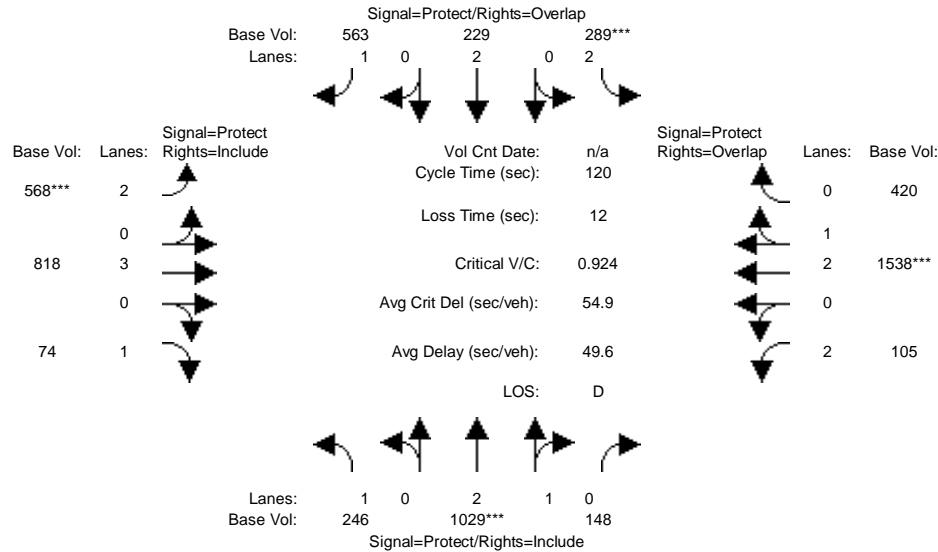 Signal=Protect/Rights=Overlap
Base Vol: 563 229 289***
Lanes: 1 0 2 0 2
Signal=Protect Signal=Protect
Base Vol: Lanes: Rights=Include Vol Cnt Date: n/a Rights=Overlap Lanes: Base Vol:
Cycle Time (sec): 120
568*** 2 0 420
Loss Time (sec): 12
0 1
818 3 Critical V/C: 0.924 2 1538***
0 Avg Crit Del (sec/veh): 54.9 0
74 1 Avg Delay (sec/veh): 49.6 2 105
LOS: D
Lanes: 1 0 2 1 0
Base Vol: 246 1029*** 148
Signal=Protect/Rights=Include